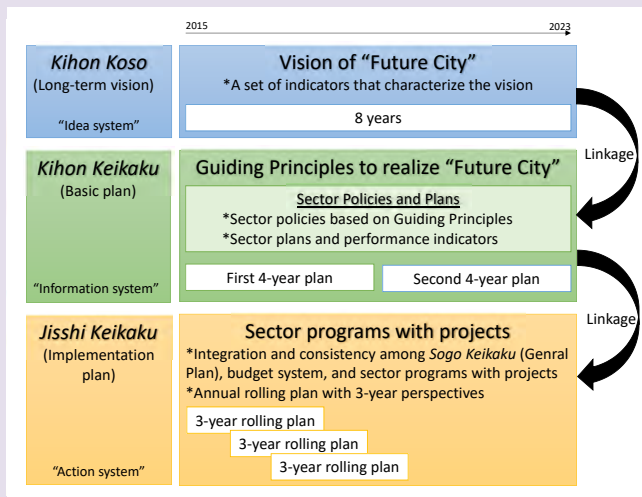 2015 2023
Kihon Koso
(Long-term vision)
"Idea system"
Vision of "Future City"
*A set of indicators that characterize the vision
8 years
Linkage
Kihon Keikaku
(Basic plan)
"Information system"
Guiding Principles to realize "Future City"
Sector Policies and Plans
*Sector policies based on Guiding Principles
*Sector plans and performance indicators
First 4-year plan
Second 4-year plan
Linkage
Jisshi Keikaku
(Implementation
plan)
"Action system"
Sector programs with projects
*Integration and consistency among Sogo Keikaku (Genral
Plan), budget system, and sector programs with projects
*Annual rolling plan with 3-year perspectives
3-year rolling plan
3-year rolling plan
3-year rolling plan